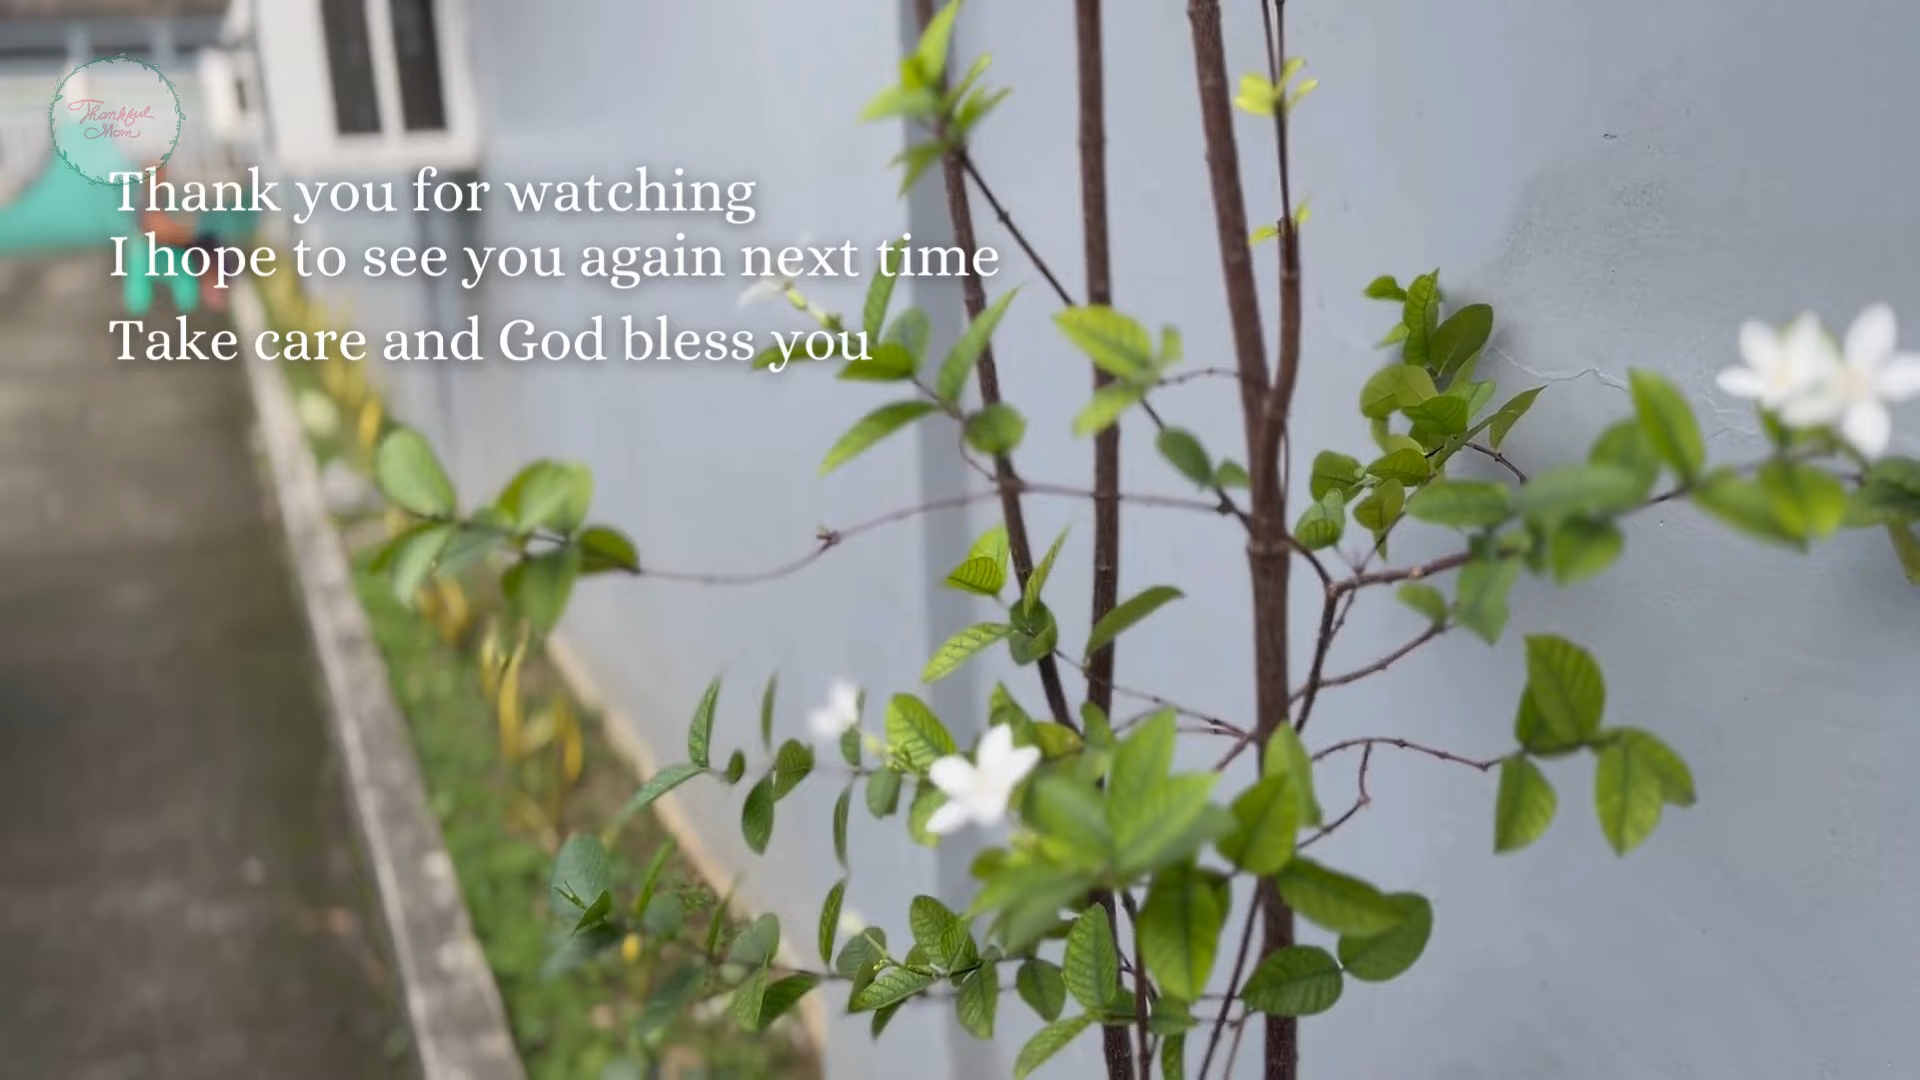 Thankful
Mom
Thank you for watching
I hope to see you again next time
Take care and God bless you